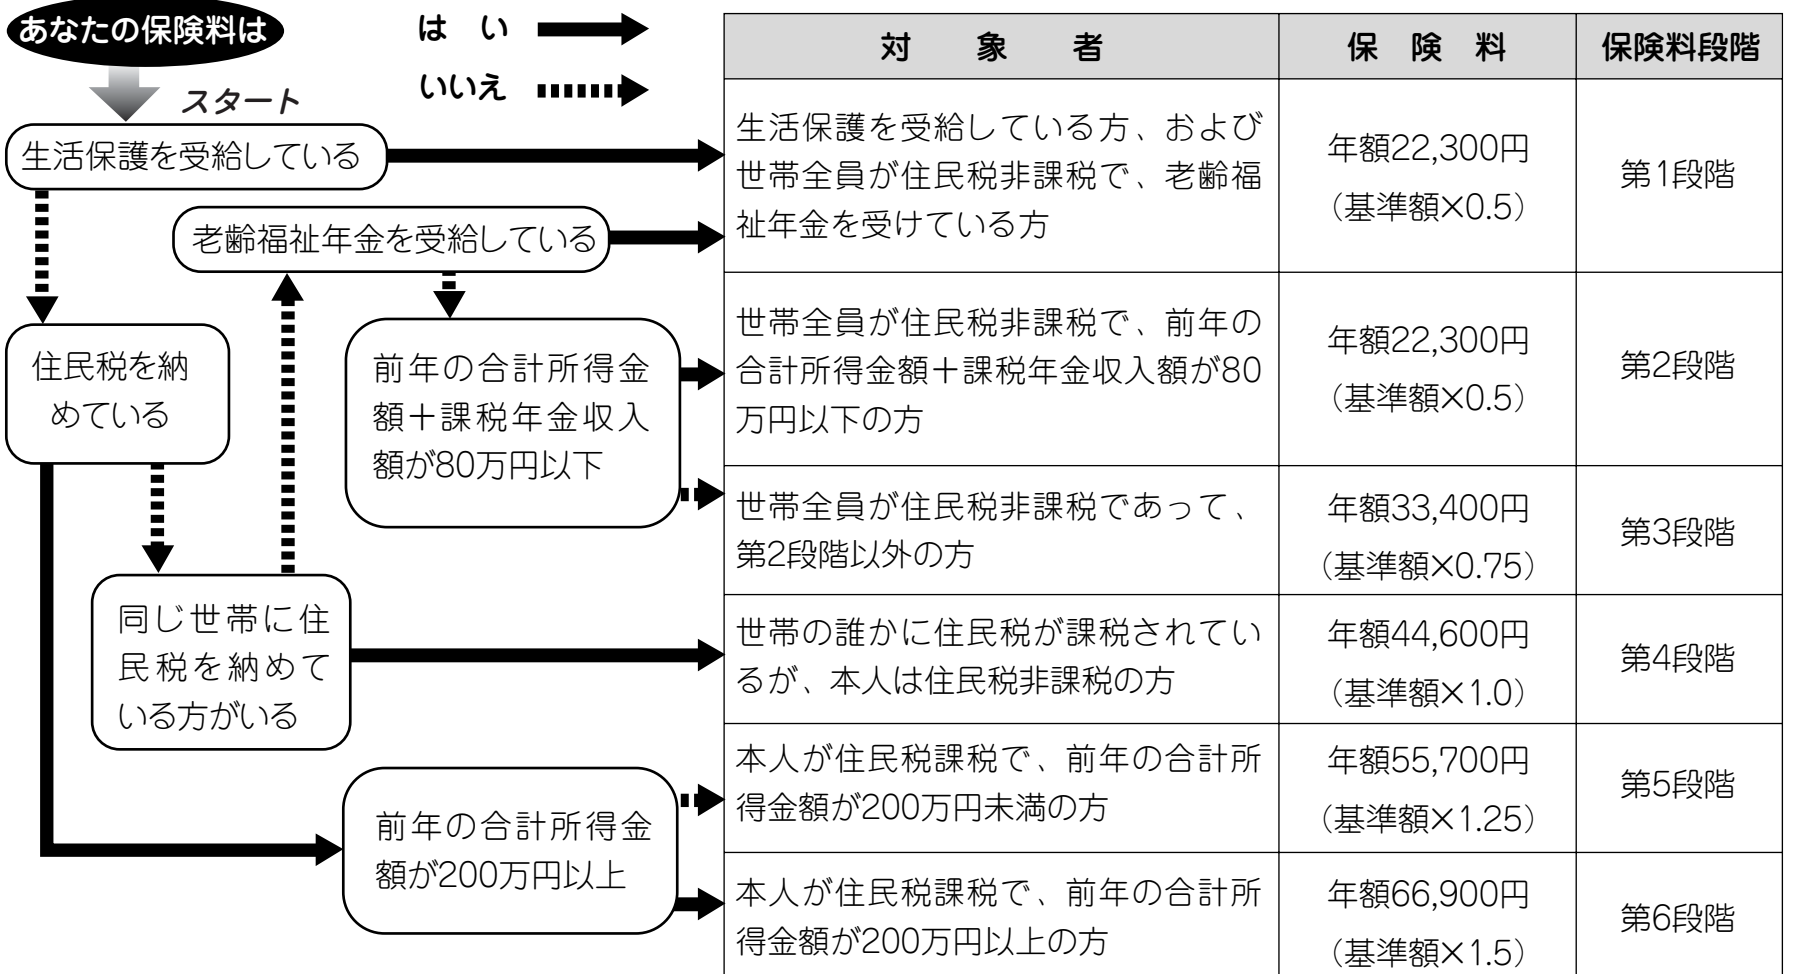 あなたの保険料は
は い
いいえ
スタート
生活保護を受給している
老齢福祉年金を受給している
住民税を納
めている
前年の合計所得金
額＋課税年金収入
額が80万円以下
同じ世帯に住
民税を納めて
いる方がいる
前年の合計所得金
額が200万円以上
対 象 者 保 険 料 保険料段階
生活保護を受給している方、および
世帯全員が住民税非課税で、老齢福
祉年金を受けている方
年額22,300円
（基準額×0.5）
第1段階
世帯全員が住民税非課税で、前年の
合計所得金額＋課税年金収入額が80
万円以下の方
年額22,300円
（基準額×0.5）
第2段階
世帯全員が住民税非課税であって、
第2段階以外の方
年額33,400円
（基準額×0.75）
第3段階
世帯の誰かに住民税が課税されてい
るが、本人は住民税非課税の方
年額44,600円
（基準額×1.0）
第4段階
本人が住民税課税で、前年の合計所
得金額が200万円未満の方
年額55,700円
（基準額×1.25）
第5段階
本人が住民税課税で、前年の合計所
得金額が200万円以上の方
年額66,900円
（基準額×1.5）
第6段階